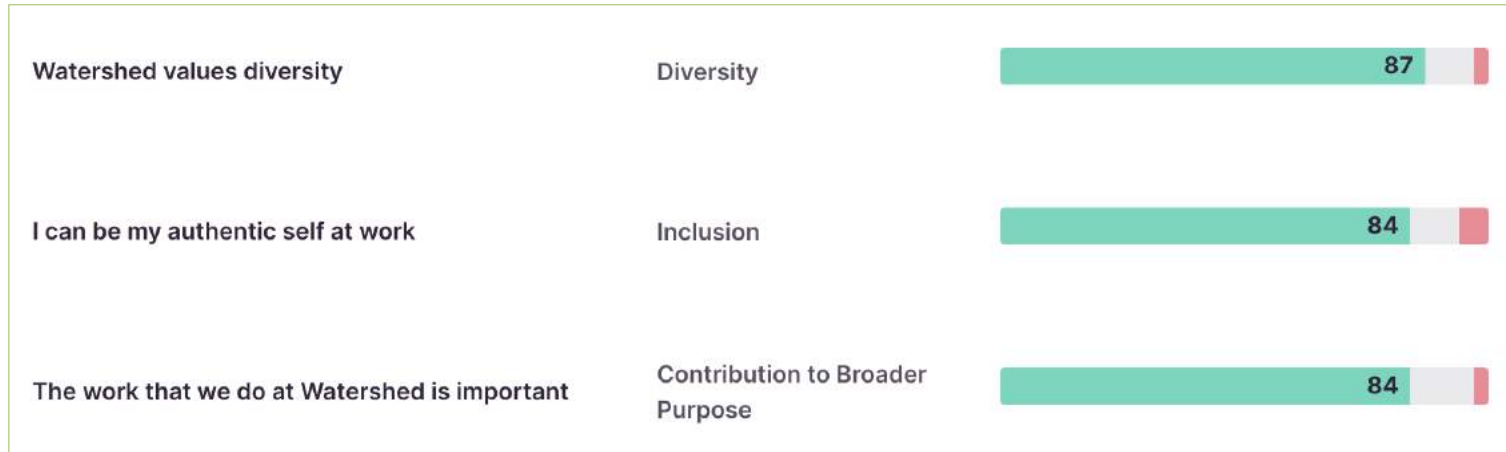 Watershed values diversity
Diversity
87
I can be my authentic self at work
Inclusion
84
The work that we do at Watershed is important
Contribution to Broader
Purpose
84